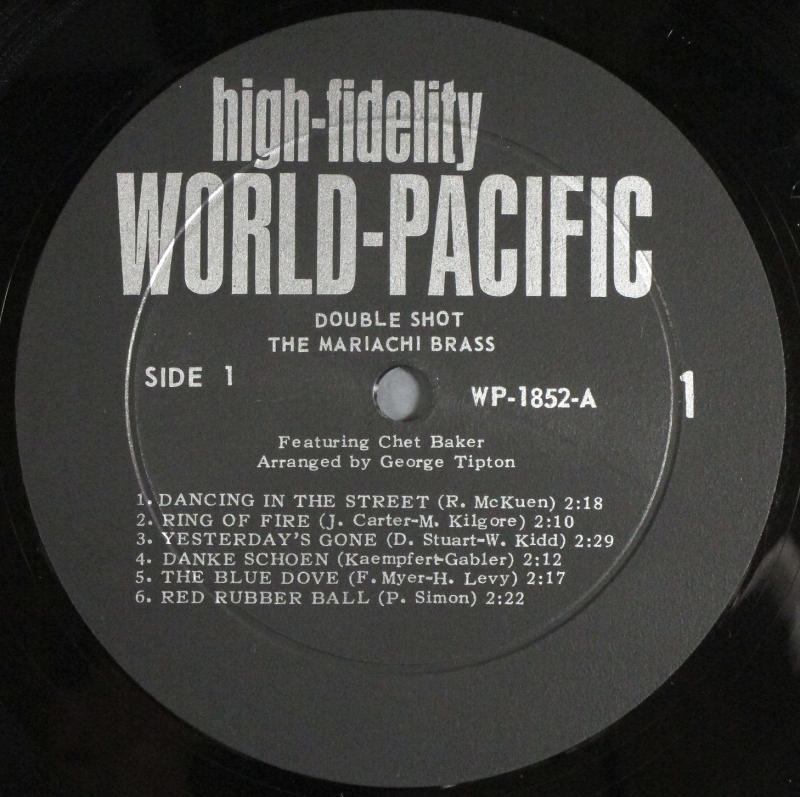 high-fidelity
WORLD-PACIFIC
DOUBLE SHOT
THE MARIACHI BRASS
SIDE 1
WP-1852-A
1
Featuring Chet Baker
Arranged by George Tipton
1. DANCING IN THE STREET (R. McKuen) 2:18
2. RING OF FIRE (J. Carter-M. Kilgore) 2:10
3. YESTERDAY'S GONE (D. Stuart-W. Kidd) 2:29
4. DANKE SCHOEN (Kaempfert-Gabler) 2:12
5. THE BLUE DOVE (F. Myer-H. Levy) 2:17
6. RED RUBBER BALL (P. Simon) 2:22